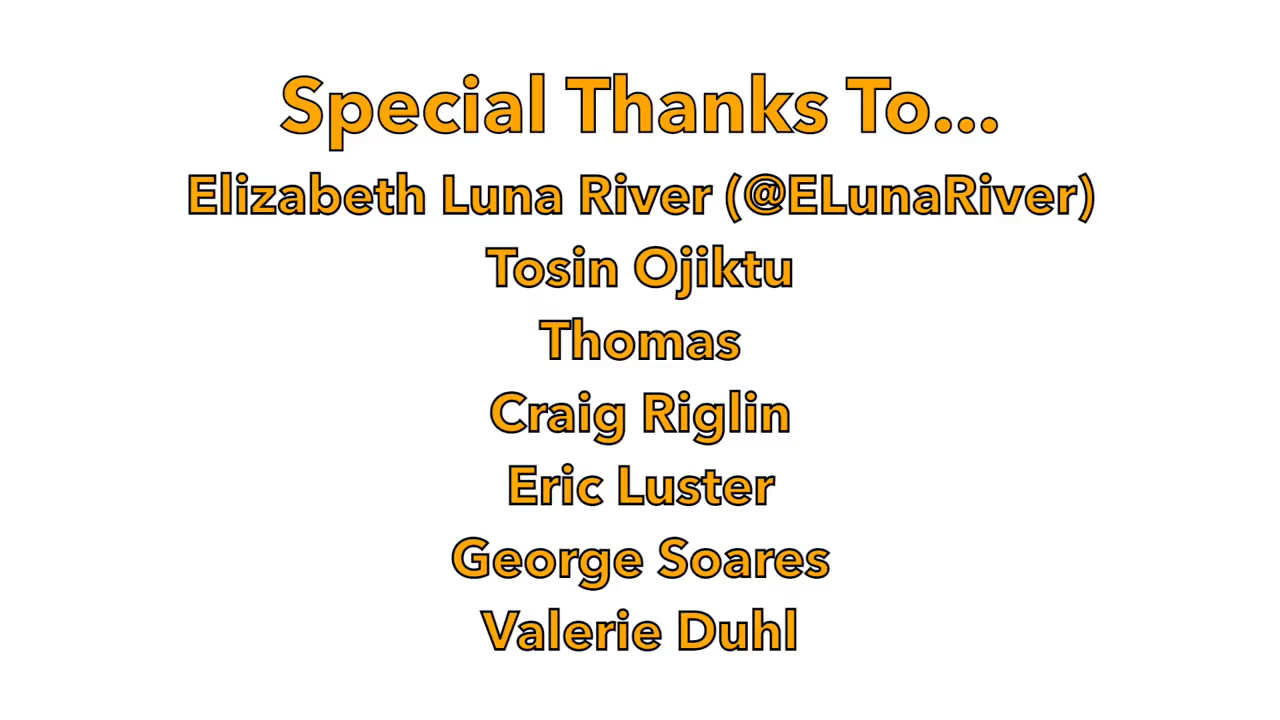 Special Thanks To...
Elizabeth Luna River (@ELunaRiver)
Tosin Ojiktu
Thomas
Craig Riglin
Eric Luster
George Soares
Valerie Duhl